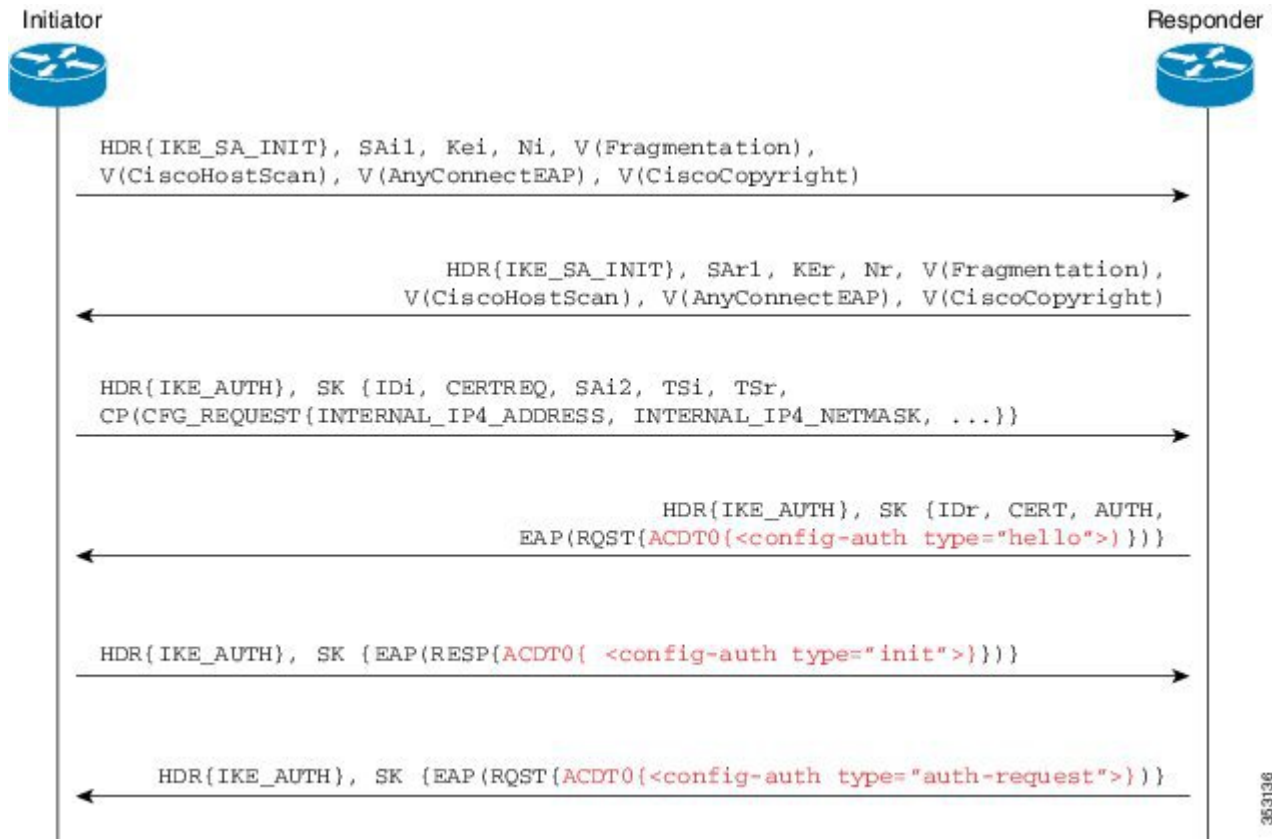 Initiator
Responder
HDR{IKE_SA_INIT}, SAi1, Kei, Ni, V(Fragmentation),
V(CiscoHostScan), V(AnyConnectEAP), V(CiscoCopyright)
HDR{IKE_SA_INIT}, SAr1, KEr, Nr, V(Fragmentation),
V(CiscoHostScan), V(AnyConnectEAP), V(CiscoCopyright)
HDR{IKE_AUTH}, SK {IDi, CERTREQ, SAi2, TSi, TSr,
CP(CFG_REQUEST{INTERNAL_IP4_ADDRESS, INTERNAL_IP4_NETMASK, ...}}
HDR{IKE_AUTH}, SK {IDr, CERT, AUTH,
EAP(RQST{ACDT0{<config-auth type="hello">)})}
HDR{IKE_AUTH}, SK {EAP(RESP{ACDT0{ <config-auth type="init">}})}
HDR{IKE_AUTH}, SK {EAP(RQST{ACDT0{<config-auth type="auth-request">})}
353136